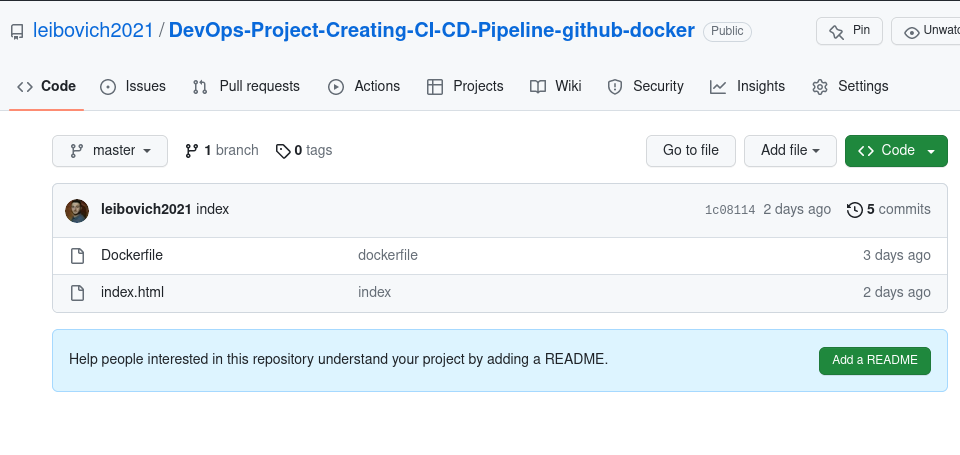 leibovich2021 / DevOps-Project-Creating-CI-CD-Pipeline-github-docker Public Pin Unwatc
Code Issues Pull requests Actions Projects Wiki Security Insights Settings
master 1 branch 0 tags Go to file Add file Code
leibovich2021 index 1c08114 2 days ago 5 commits
Dockerfile dockerfile 3 days ago
index.html index 2 days ago
Help people interested in this repository understand your project by adding a README. Add a README